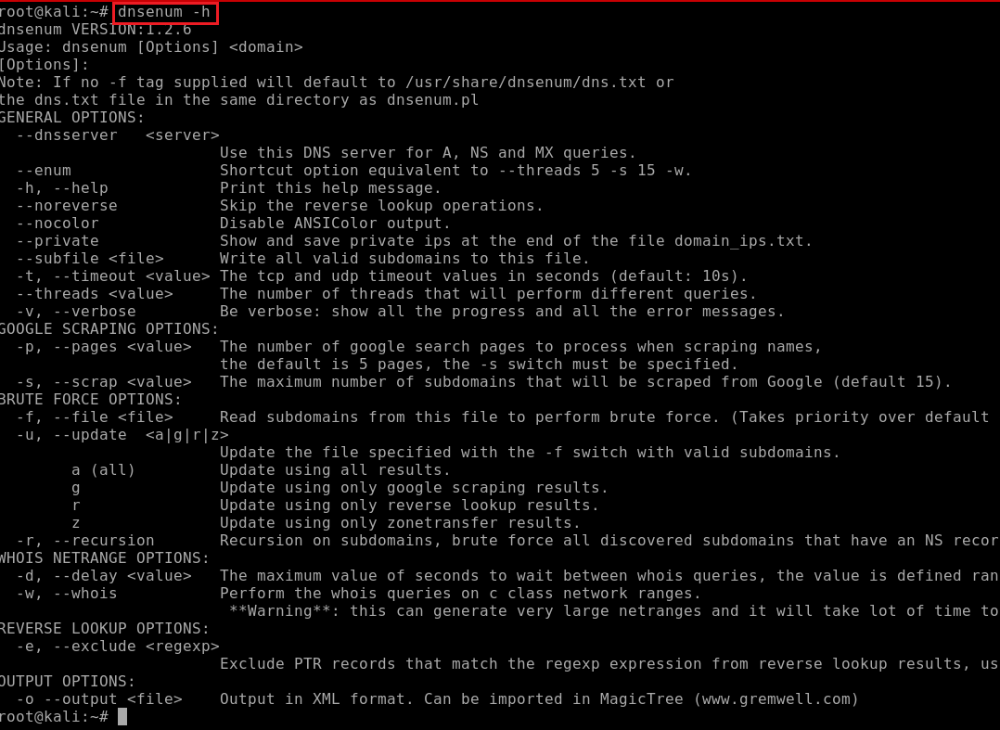 root@kali:~# dnsenum -h
dnsenum VERSION:1.2.6
Usage: dnsenum [Options] <domain>
[Options]:
Note: If no -f tag supplied will default to /usr/share/dnsenum/dns.txt or
the dns.txt file in the same directory as dnsenum.pl
GENERAL OPTIONS:
  --dnsserver   <server>
                        Use this DNS server for A, NS and MX queries.
  --enum                Shortcut option equivalent to --threads 5 -s 15 -w.
  -h, --help            Print this help message.
  --noreverse           Skip the reverse lookup operations.
  --nocolor             Disable ANSIColor output.
  --private             Show and save private ips at the end of the file domain_ips.txt.
  --subfile <file>      Write all valid subdomains to this file.
  -t, --timeout <value> The tcp and udp timeout values in seconds (default: 10s).
  --threads <value>     The number of threads that will perform different queries.
  -v, --verbose         Be verbose: show all the progress and all the error messages.
GOOGLE SCRAPING OPTIONS:
  -p, --pages <value>   The number of google search pages to process when scraping names,
                        the default is 5 pages, the -s switch must be specified.
  -s, --scrap <value>   The maximum number of subdomains that will be scraped from Google (default 15).
BRUTE FORCE OPTIONS:
  -f, --file <file>     Read subdomains from this file to perform brute force. (Takes priority over default
  -u, --update  <a|g|r|z>
                        Update the file specified with the -f switch with valid subdomains.
        a (all)         Update using all results.
        g               Update using only google scraping results.
        r               Update using only reverse lookup results.
        z               Update using only zonetransfer results.
  -r, --recursion       Recursion on subdomains, brute force all discovered subdomains that have an NS recor
WHOIS NETRANGE OPTIONS:
  -d, --delay <value>   The maximum value of seconds to wait between whois queries, the value is defined ran
  -w, --whois           Perform the whois queries on c class network ranges.
                         **Warning**: this can generate very large netranges and it will take lot of time to
REVERSE LOOKUP OPTIONS:
  -e, --exclude <regexp>
                        Exclude PTR records that match the regexp expression from reverse lookup results, us
OUTPUT OPTIONS:
  -o --output <file>    Output in XML format. Can be imported in MagicTree (www.gremwell.com)
root@kali:~#